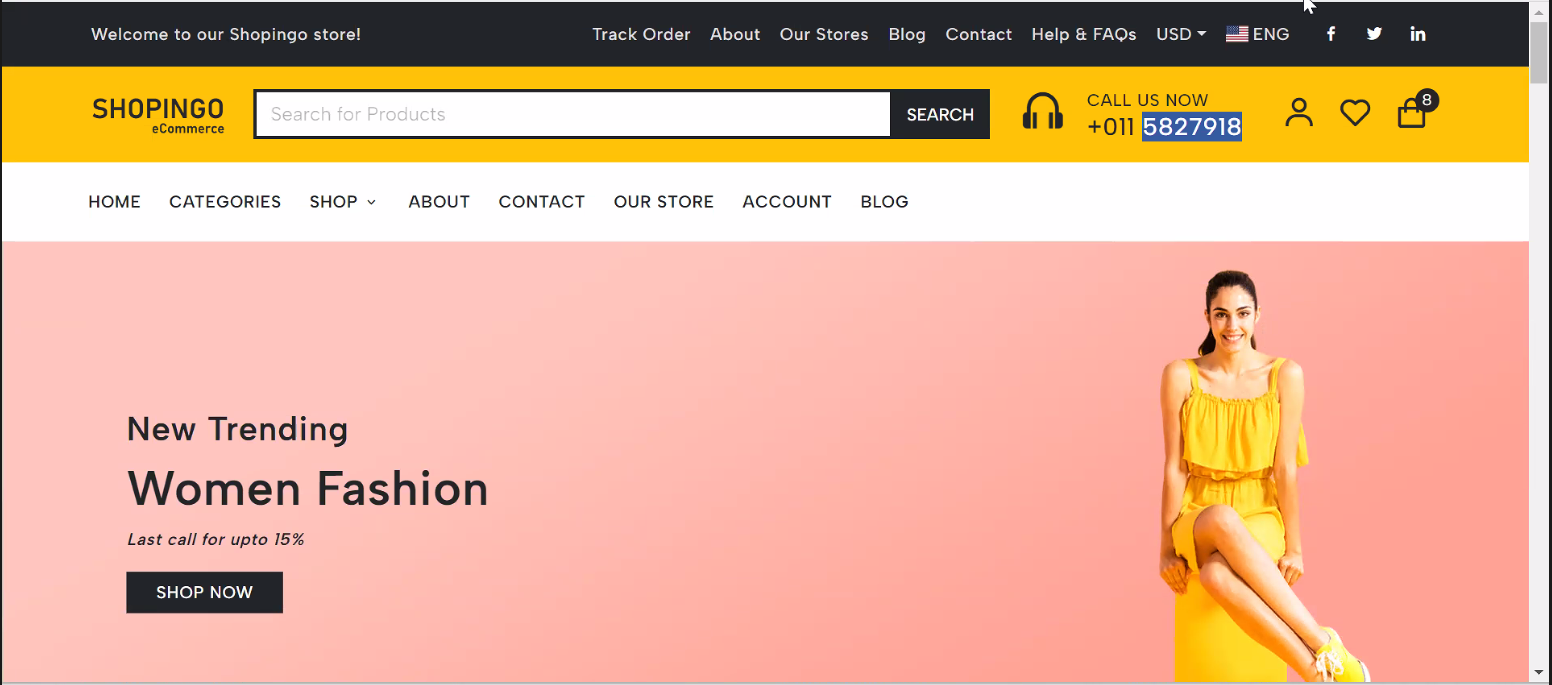 Welcome to our Shopingo store!
Track Order About Our Stores Blog Contact Help & FAQs USD ENG
SHOPINGO
eCommerce
Search for Products
SEARCH
CALL US NOW
+011 5827918
8
HOME CATEGORIES SHOP ABOUT CONTACT OUR STORE ACCOUNT BLOG
New Trending
Women Fashion
Last call for upto 15%
SHOP NOW